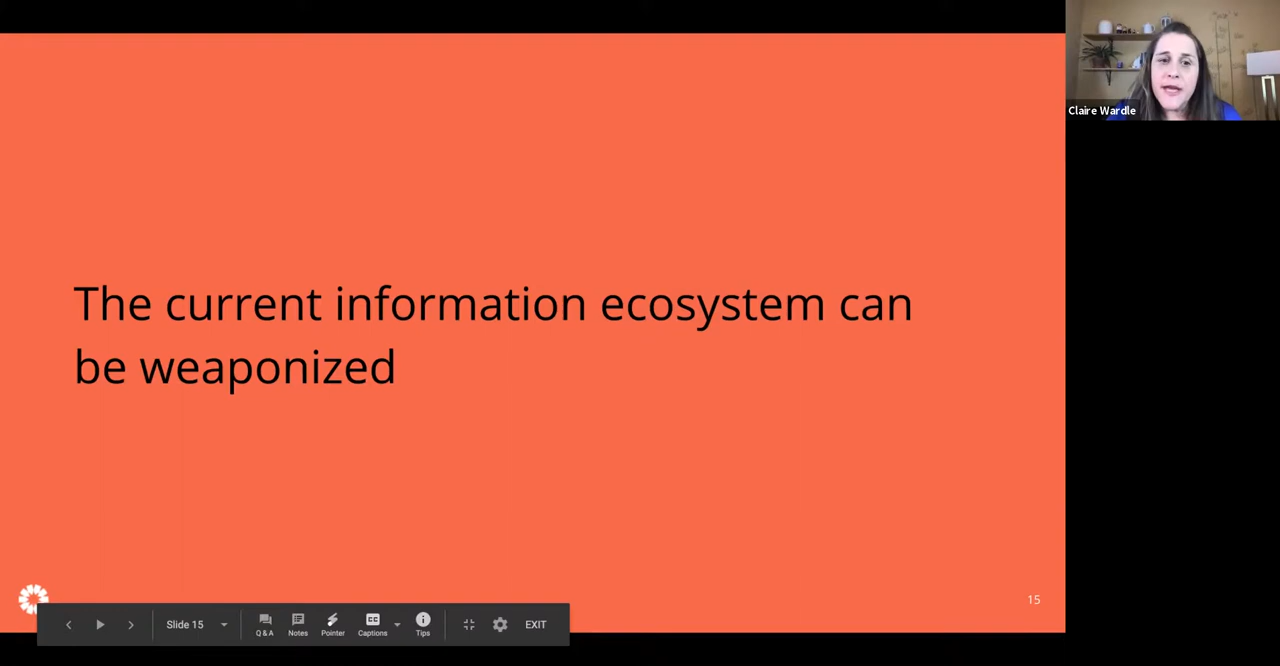 Claire Wardle
The current information ecosystem can
be weaponized
15
Slide 15
Q & A
Notes
Pointer
Captions
Tips
EXIT